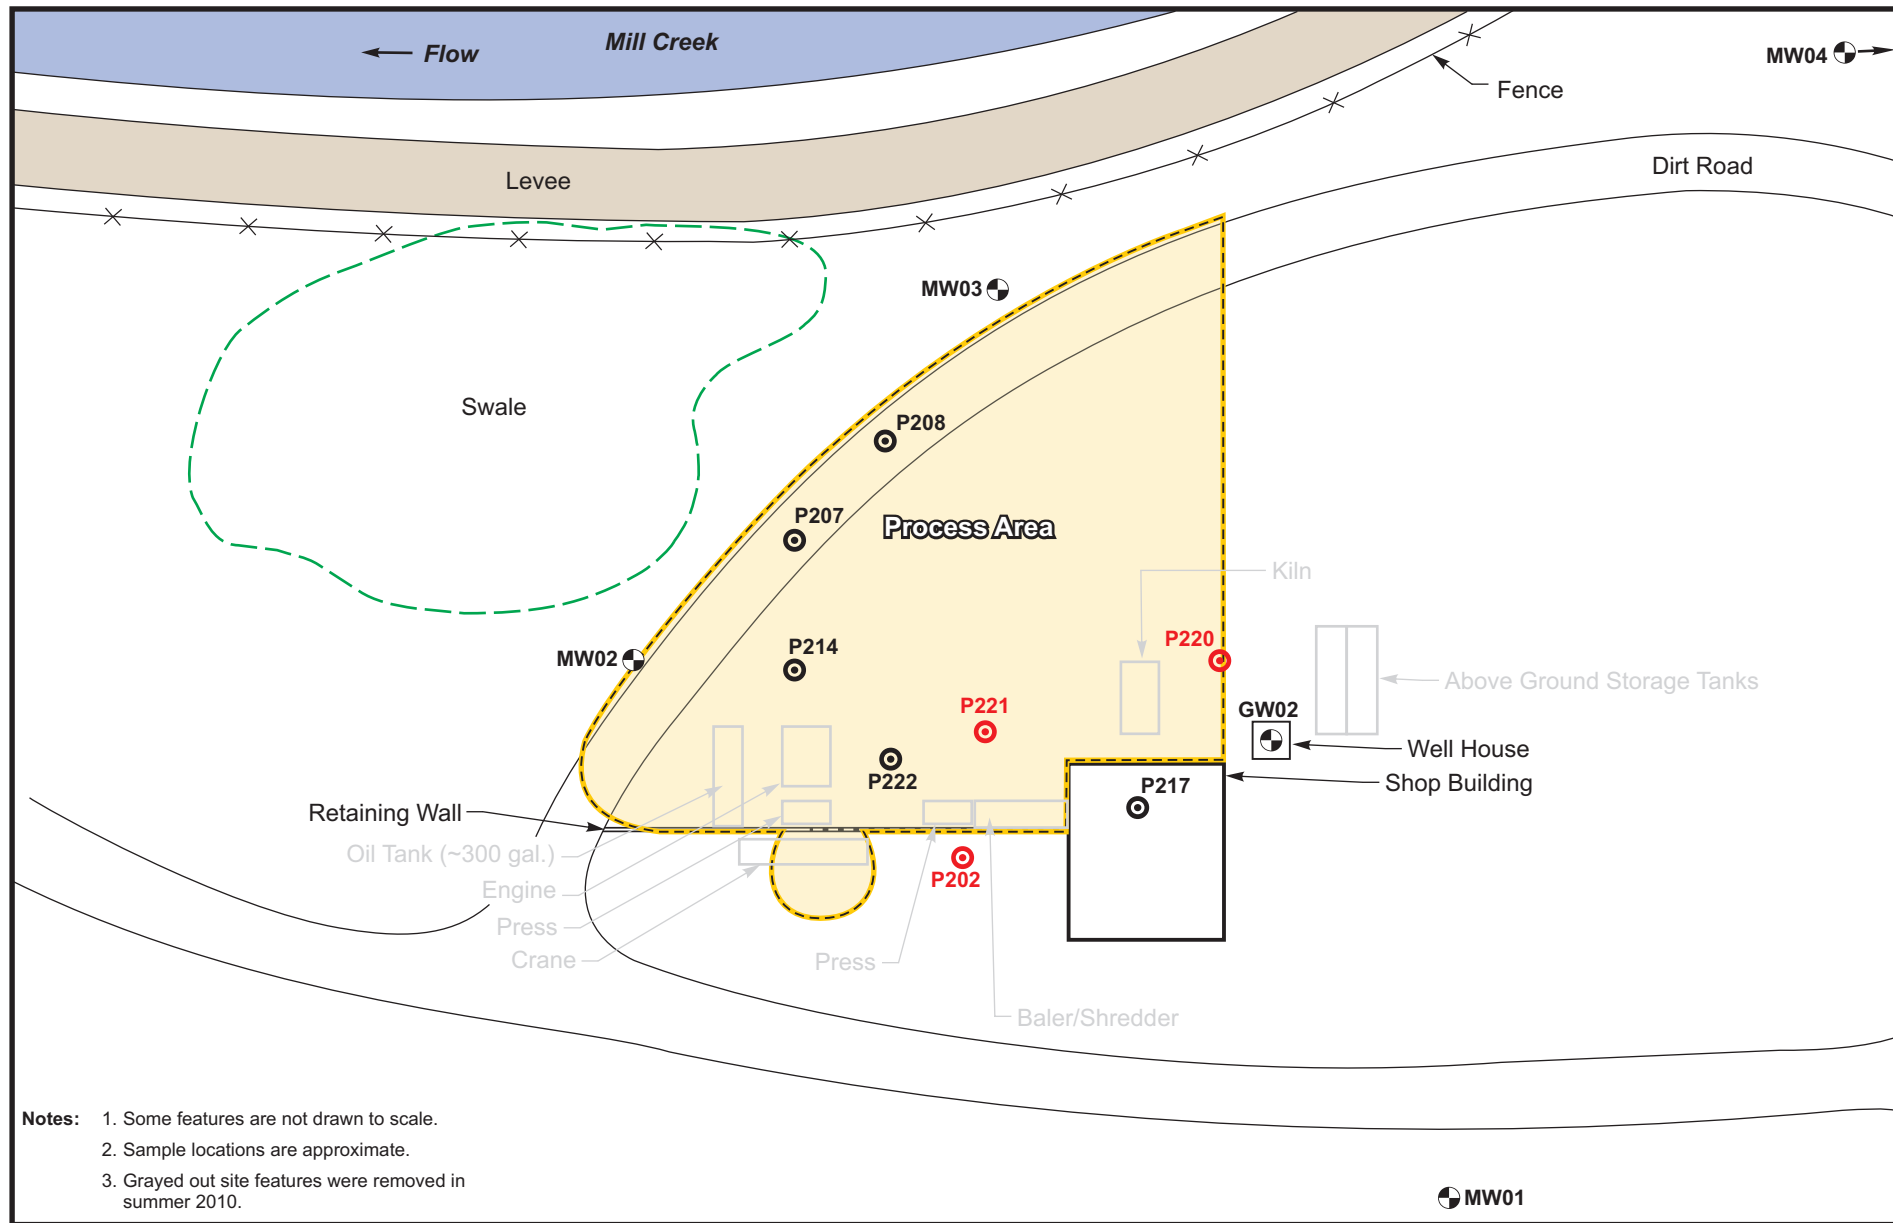 Mill Creek
Flow
MW04
Fence
Dirt Road
Levee
MW03
Swale
P208
P207
Process Area
Kiln
P220
P214
MW02
Above Ground Storage Tanks
P221
GW02
Well House
P222
Shop Building
P217
Retaining Wall
Oil Tank (~300 gal.)
P202
Engine
Press
Crane
Press
Baler/Shredder
Notes: 1. Some features are not drawn to scale.
2. Sample locations are approximate.
3. Grayed out site features were removed in
summer 2010.
MW01